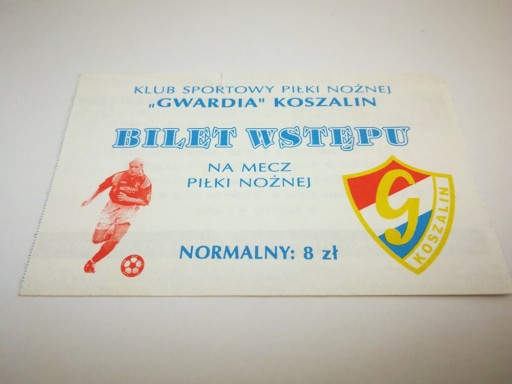 KLUB SPORTOWY PIŁKI NOŻNEJ
„GWARDIA" KOSZALIN
BILET WSTĘPU
NA MECZ
PIŁKI NOŻNEJ
G
KOSZALIN
NORMALNY: 8 zł